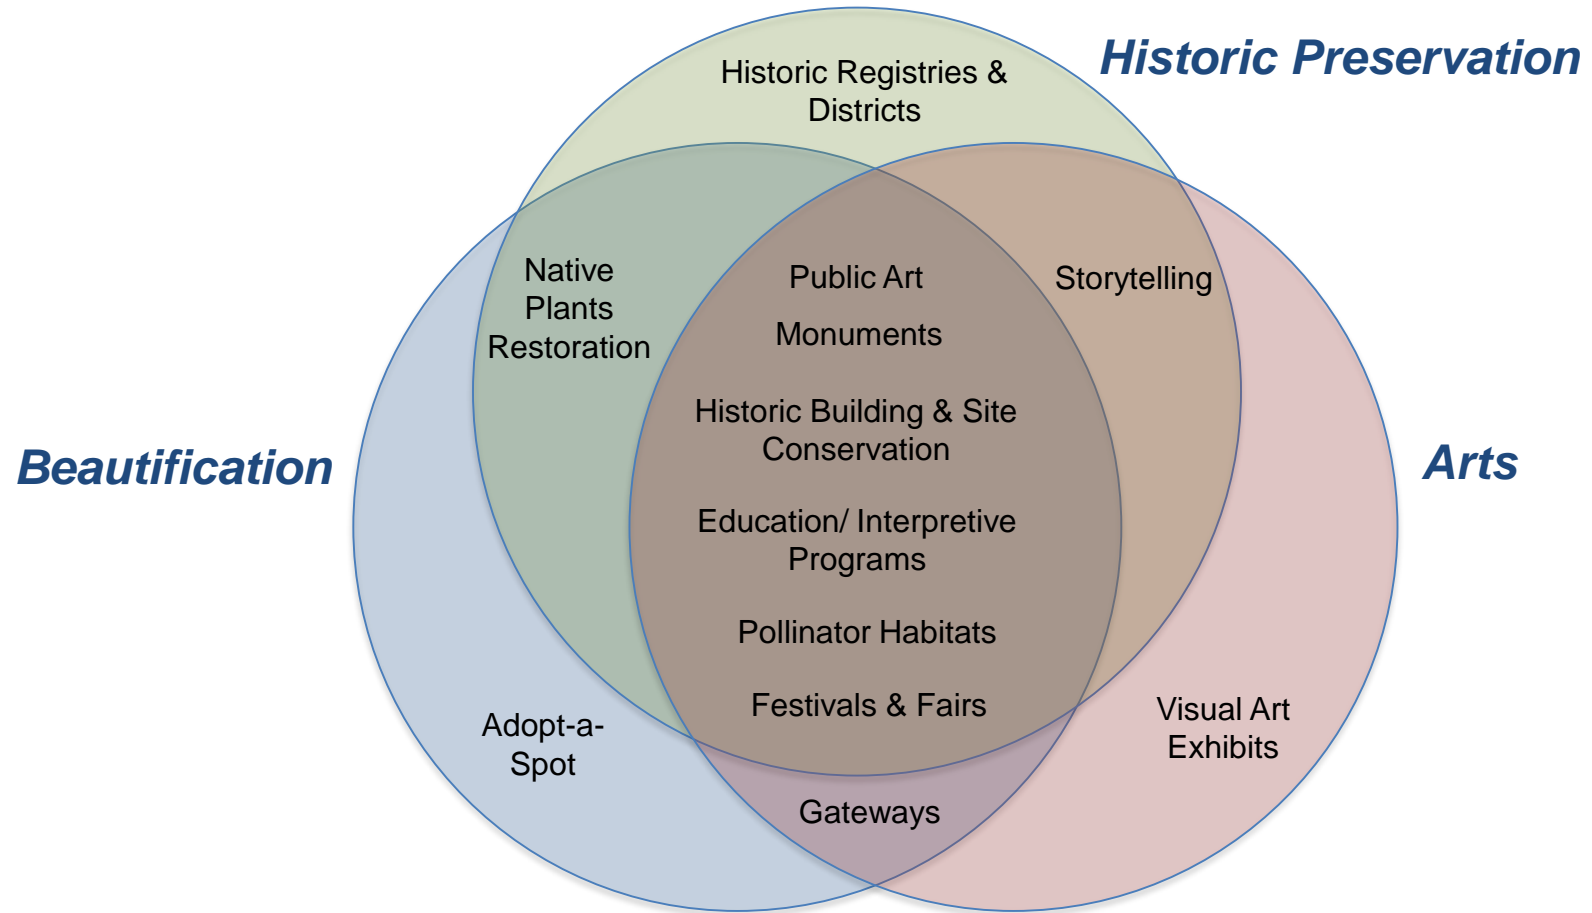 Historic Preservation
Historic Registries &
Districts
Native
Plants
Restoration
Public Art
Storytelling
Monuments
Historic Building & Site
Conservation
Beautification
Arts
Education/ Interpretive
Programs
Pollinator Habitats
Festivals & Fairs
Adopt-a-
Spot
Visual Art
Exhibits
Gateways